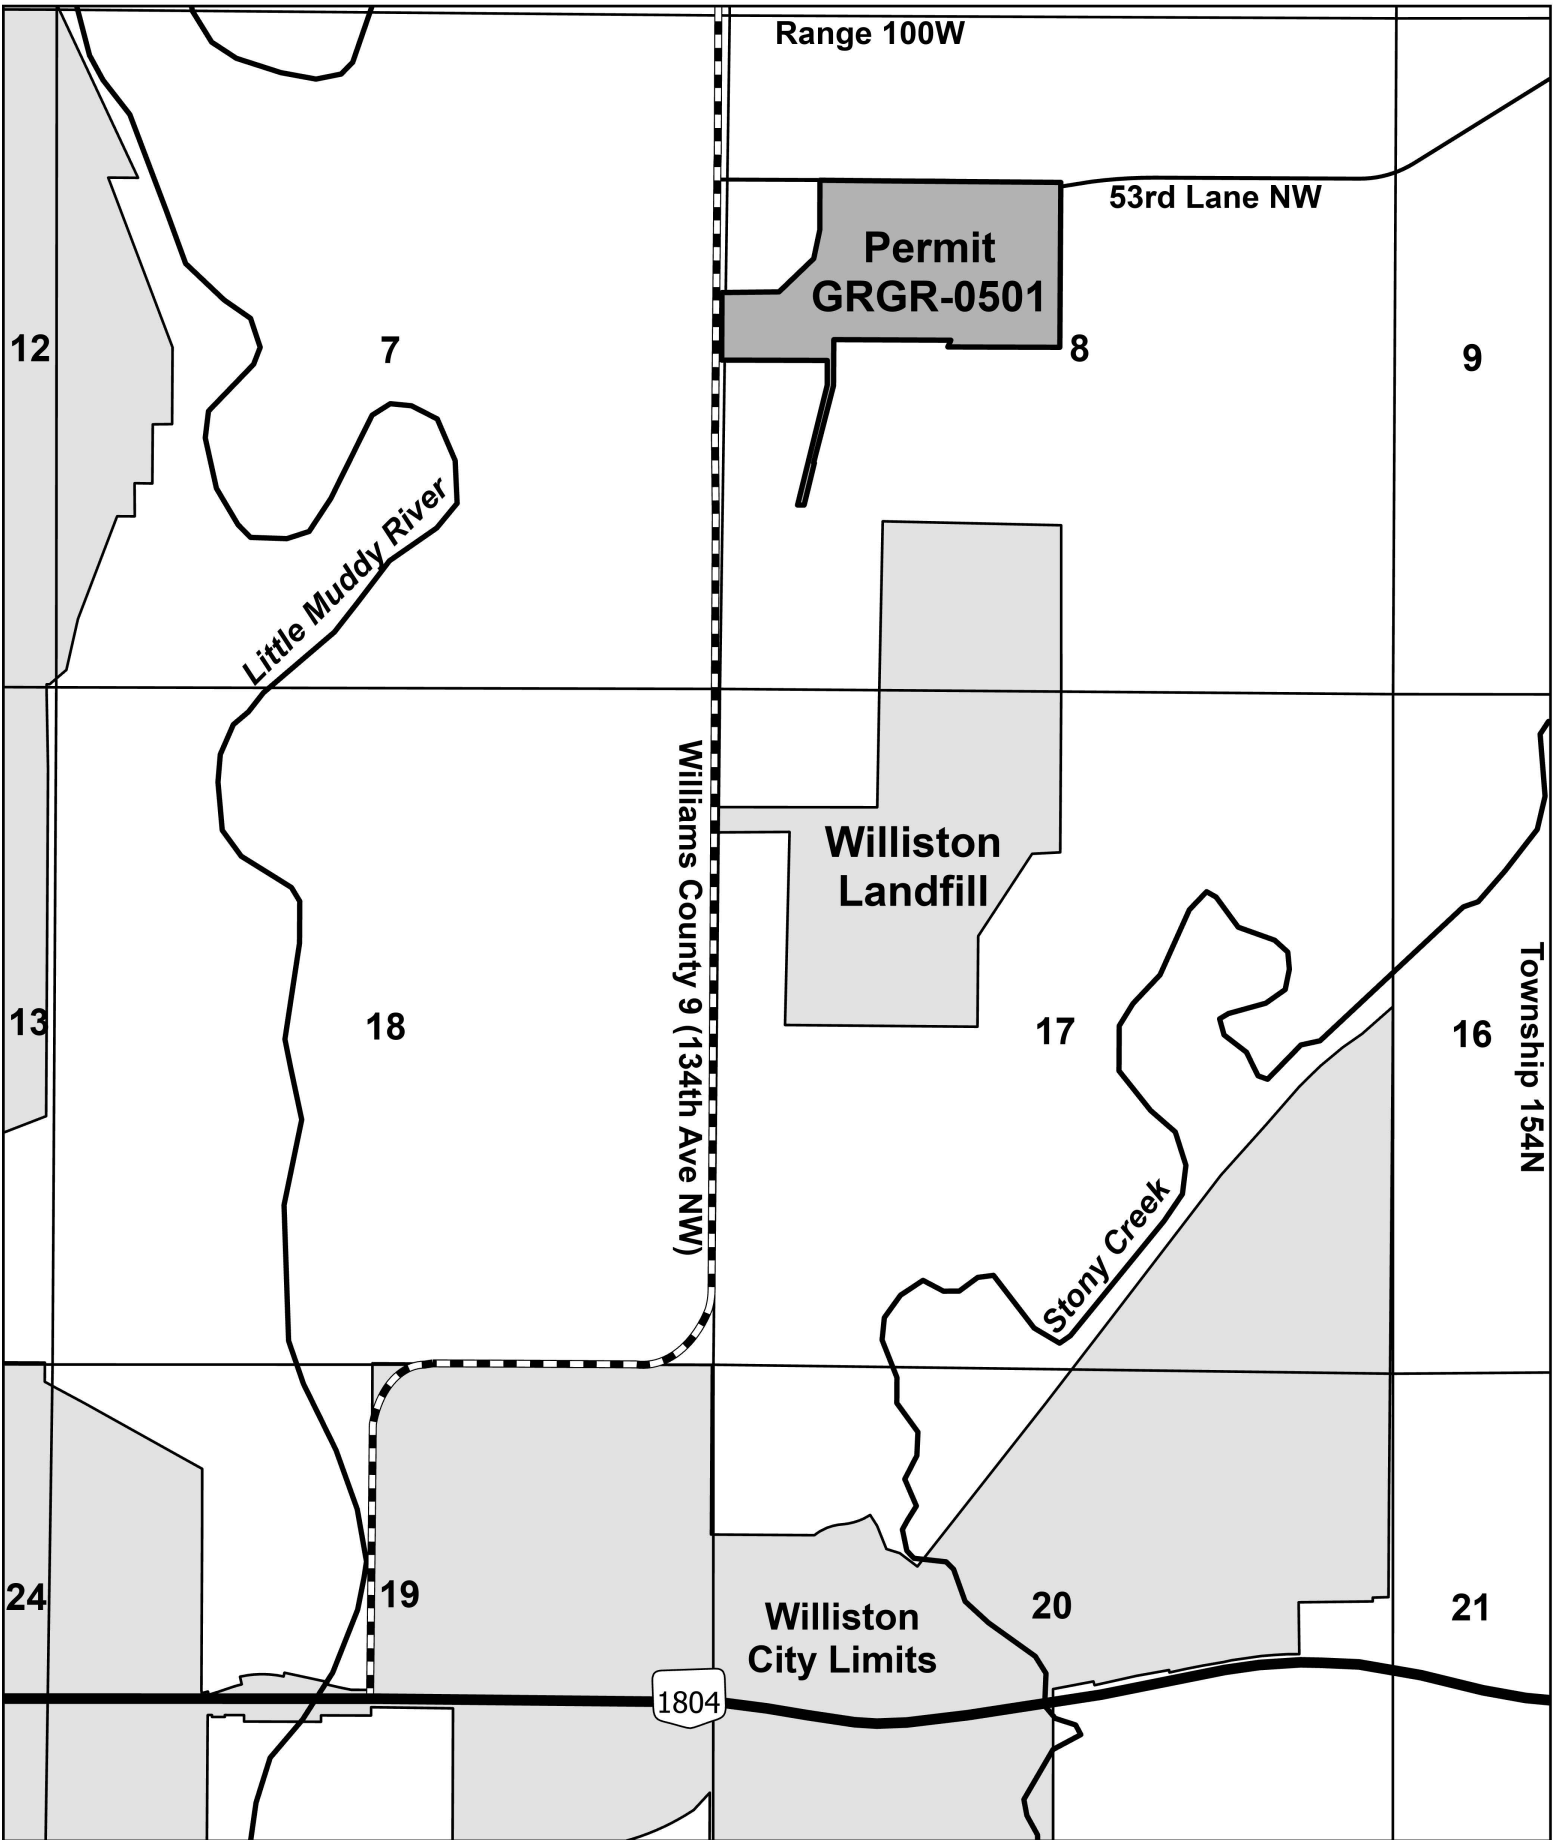 Range 100W
53rd Lane NW
Permit
GRGR-0501
12
7
8
9
Little Muddy River
Williams County 9 (134th Ave NW)
Williston
Landfill
Township 154N
13
18
17
16
Stony Creek
24
19
20
21
Williston
City Limits
1804